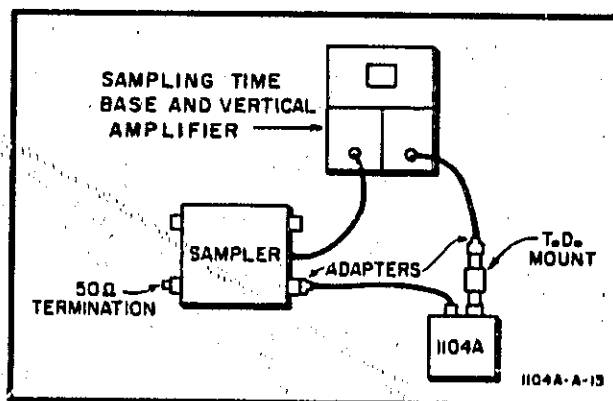 SAMPLING TIME
BASE AND VERTICAL
AMPLIFIER
SAMPLER
ADAPTERS
T.D.
MOUNT
50Ω
TERMINATION
1104A
1104A-A-13